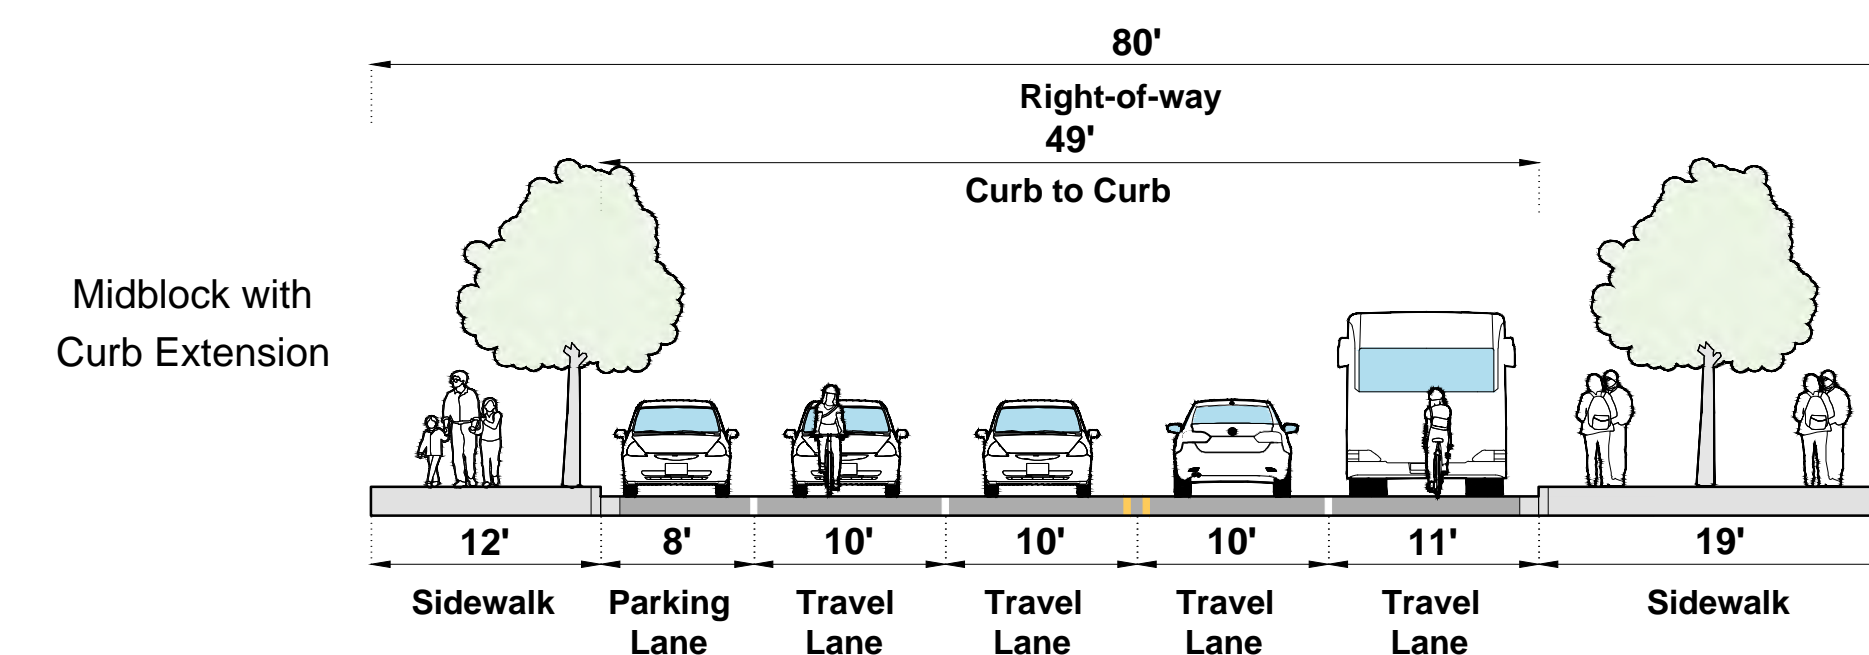 80'
Right-of-way
49'
Curb to Curb
Midblock with
Curb Extension
12' 8' 10' 10' 10' 11' 19'
Sidewalk Parking Travel Travel Travel Travel Sidewalk
Lane Lane Lane Lane Lane